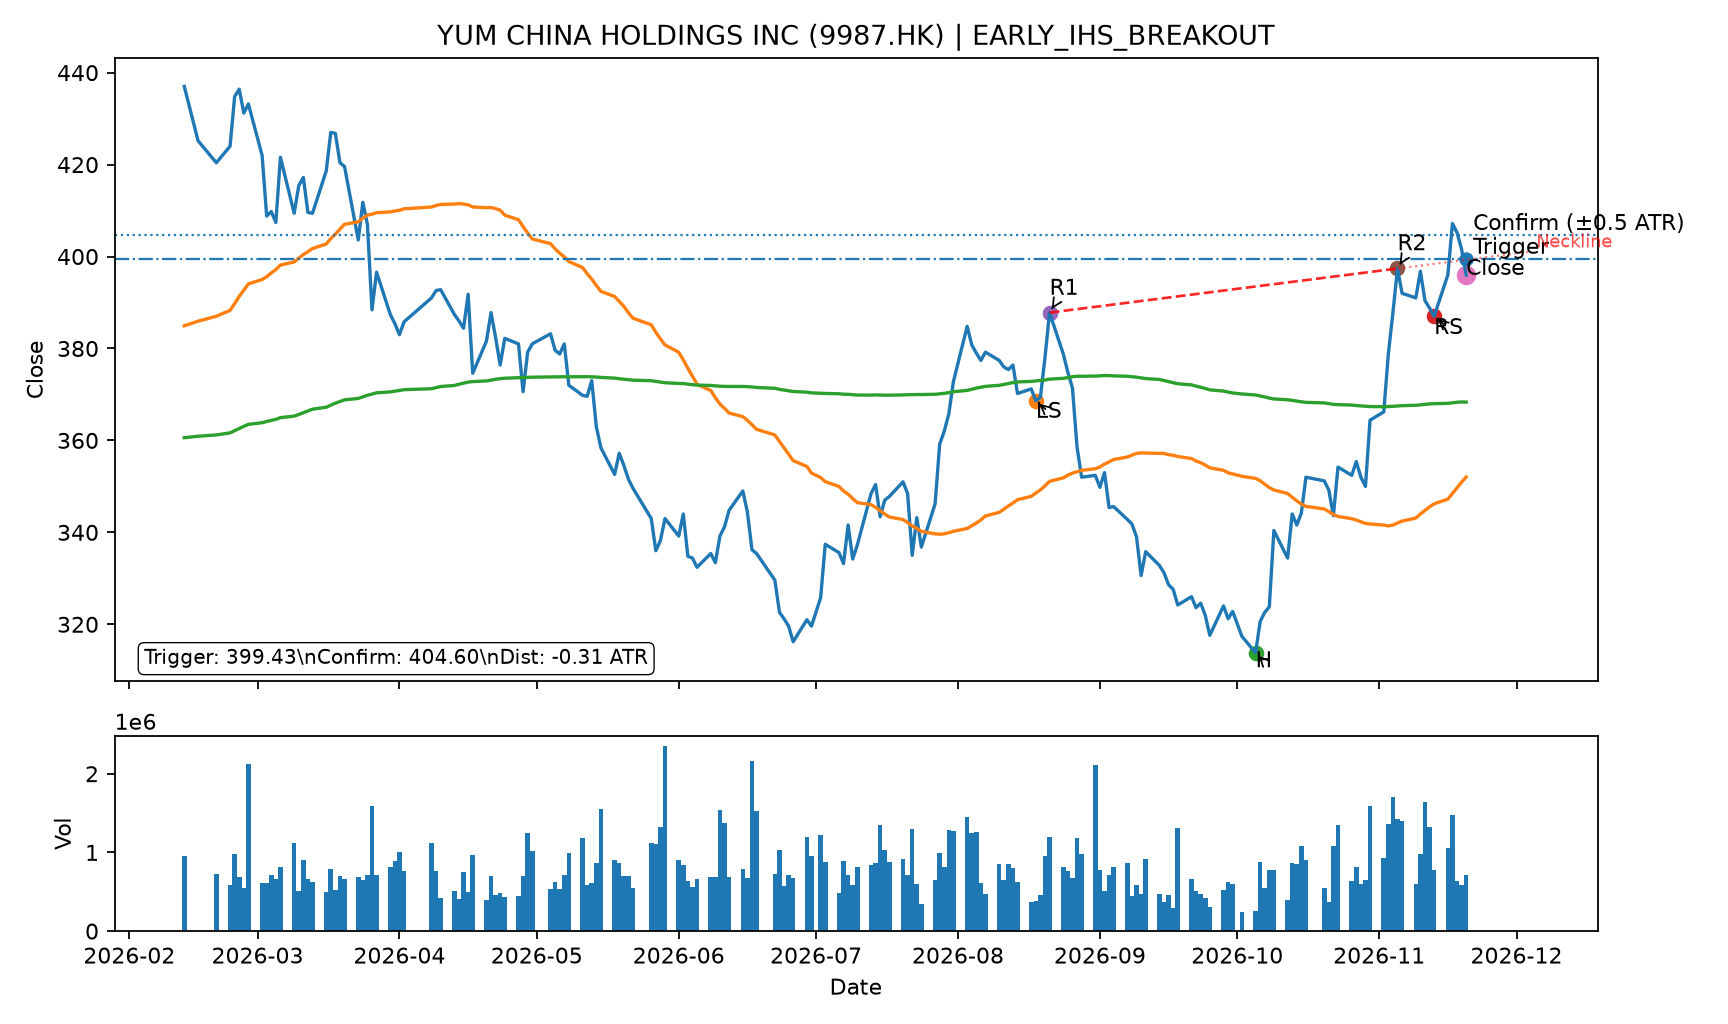 YUM CHINA HOLDINGS INC (9987.HK) | EARLY_IHS_BREAKOUT
440
420
400
380
360
340
320
Close
Confirm (±0.5 ATR)
Neckline
Trigger
Close
R2
R1
RS
LS
H
Trigger: 399.43\nConfirm: 404.60\nDist: -0.31 ATR
1e6
2
1
0
Vol
2026-02 2026-03 2026-04 2026-05 2026-06 2026-07 2026-08 2026-09 2026-10 2026-11 2026-12
Date